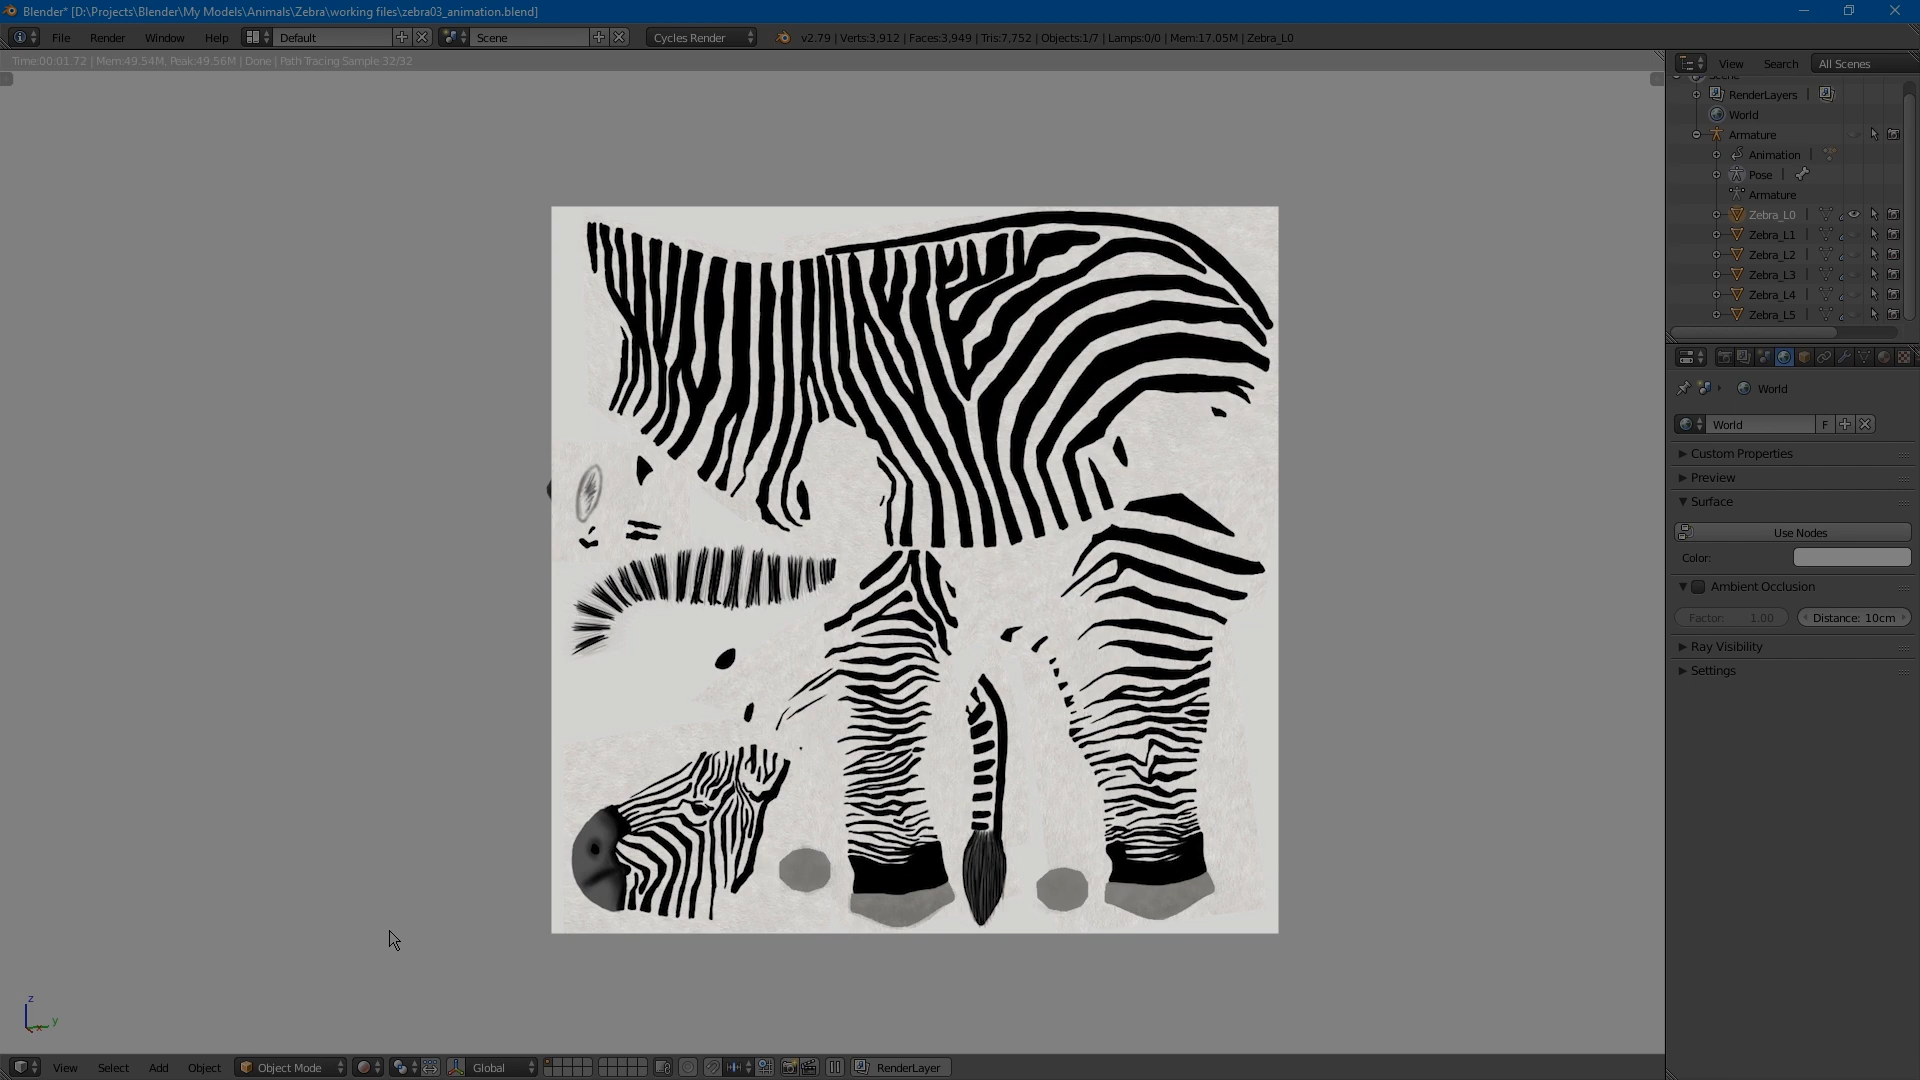 Blender* [D:\Projects\Blender\My Models\Animals\Zebra\working files\zebra03_animation.blend]
File Render Window Help Default Scene Cycles Render v2.79 | Verts:3,912 | Faces:3,949 | Tris:7,752 | Objects:1/7 | Lamps:0/0 | Mem:17.05M | Zebra_L0
Time:00:01.72 | Mem:49.54M, Peak:49.56M | Done | Path Tracing Sample 32/32
View Search All Scenes
Scene
RenderLayers |
World
Armature
Animation |
Pose |
Armature
Zebra_L0
Zebra_L1
Zebra_L2
Zebra_L3
Zebra_L4
Zebra_L5
World
World F
Custom Properties
Preview
Surface
Use Nodes
Color:
Ambient Occlusion
Factor: 1.00 Distance: 10cm
Ray Visibility
Settings
z
y
x
View Select Add Object Object Mode Global RenderLayer